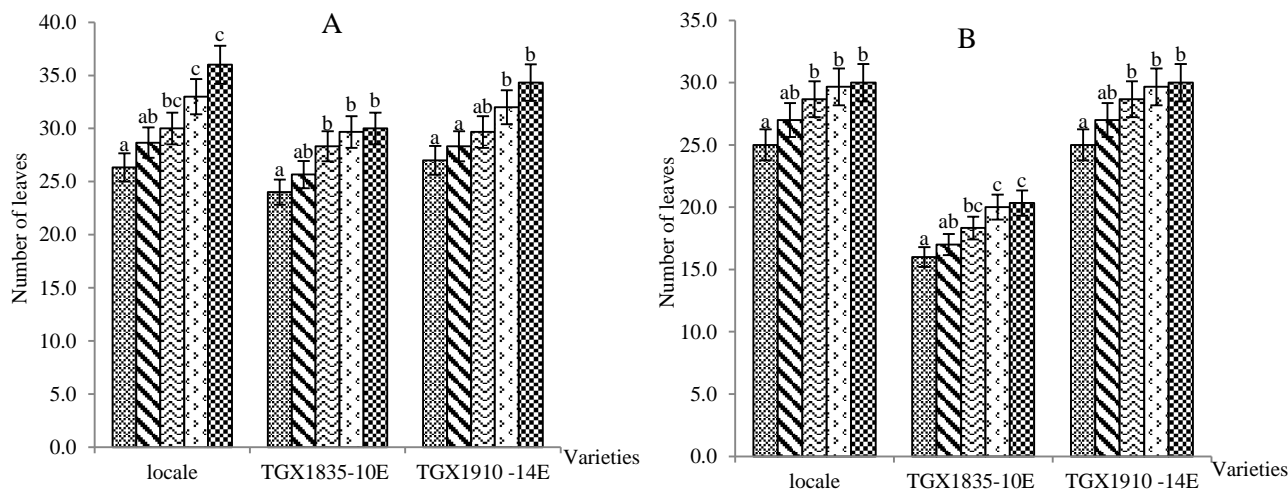 A
Number of leaves
40.0
35.0
30.0
25.0
20.0
15.0
10.0
5.0
0.0
a ab bc c c
a ab b b b
a a ab b b
locale TGX1835-10E TGX1910 -14E Varieties
B
Number of leaves
35.0
30.0
25.0
20.0
15.0
10.0
5.0
0.0
a ab b b b
a ab bc c c
a ab b b b
locale TGX1835-10E TGX1910 -14E Varieties